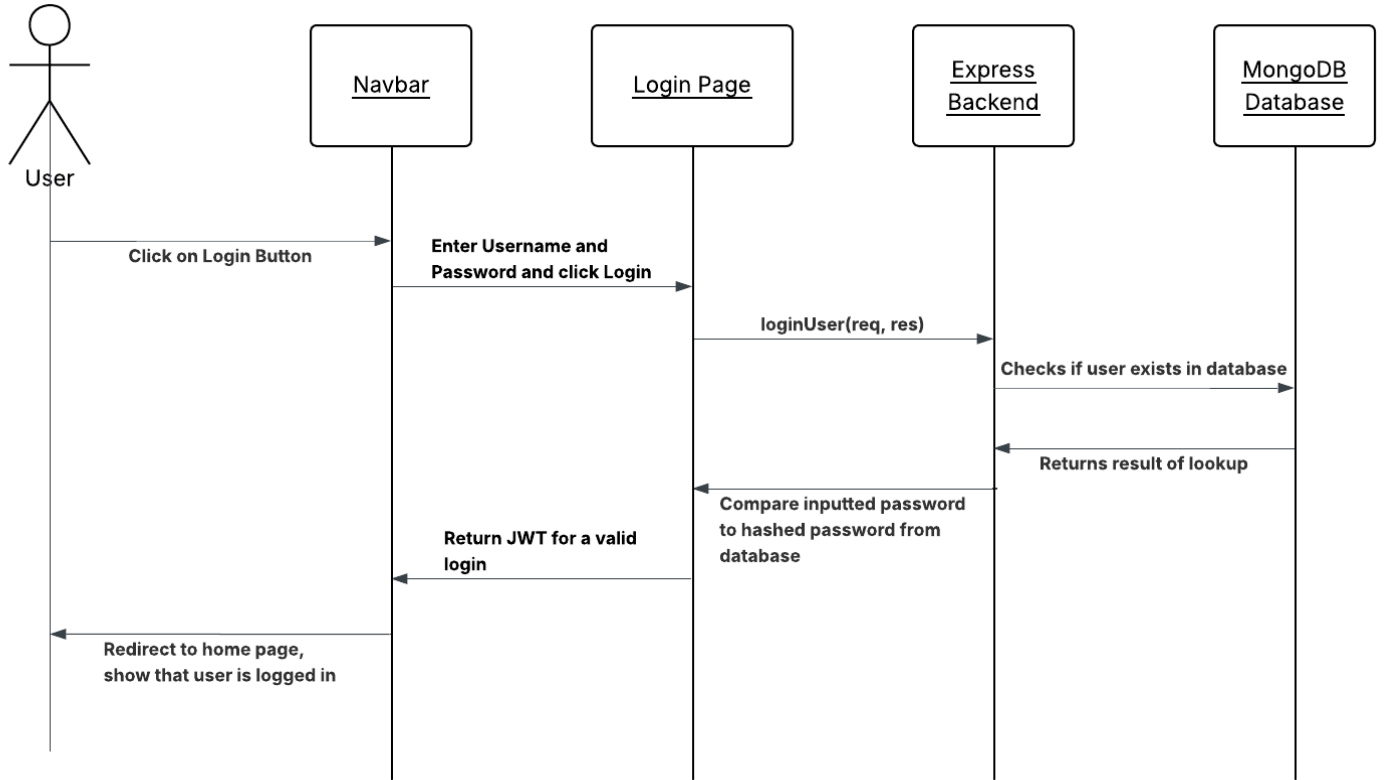 Navbar
Login Page
Express
Backend
MongoDB
Database
User
Click on Login Button
Enter Username and
Password and click Login
loginUser(req, res)
Checks if user exists in database
Returns result of lookup
Compare inputted password
to hashed password from
database
Return JWT for a valid
login
Redirect to home page,
show that user is logged in